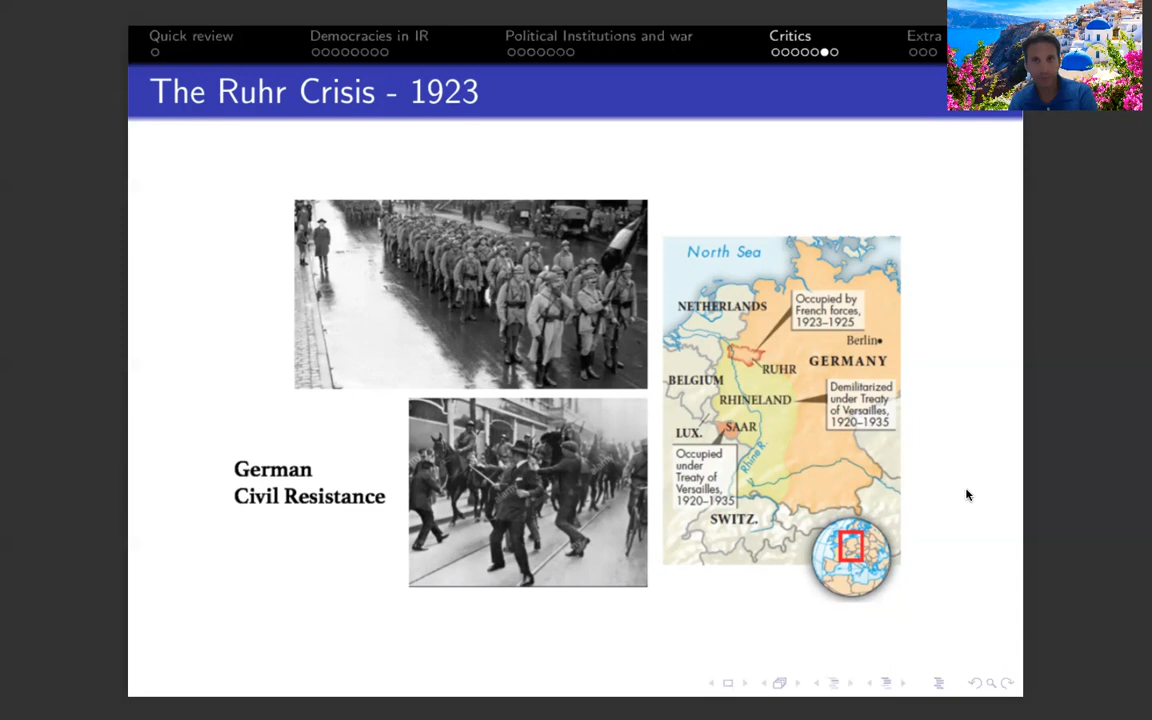 Quick review
Democracies in IR
Political Institutions and war
Critics
Extra
The Ruhr Crisis - 1923
North Sea
NETHERLANDS
Occupied by
French forces,
1923–1925
Berlin
GERMANY
RUHR
BELGIUM
RHINELAND
Demilitarized
under Treaty
of Versailles,
1920–1935
LUX.
SAAR
Rhine R.
Occupied
under
Treaty of
Versailles,
1920–1935
SWITZ.
German
Civil Resistance